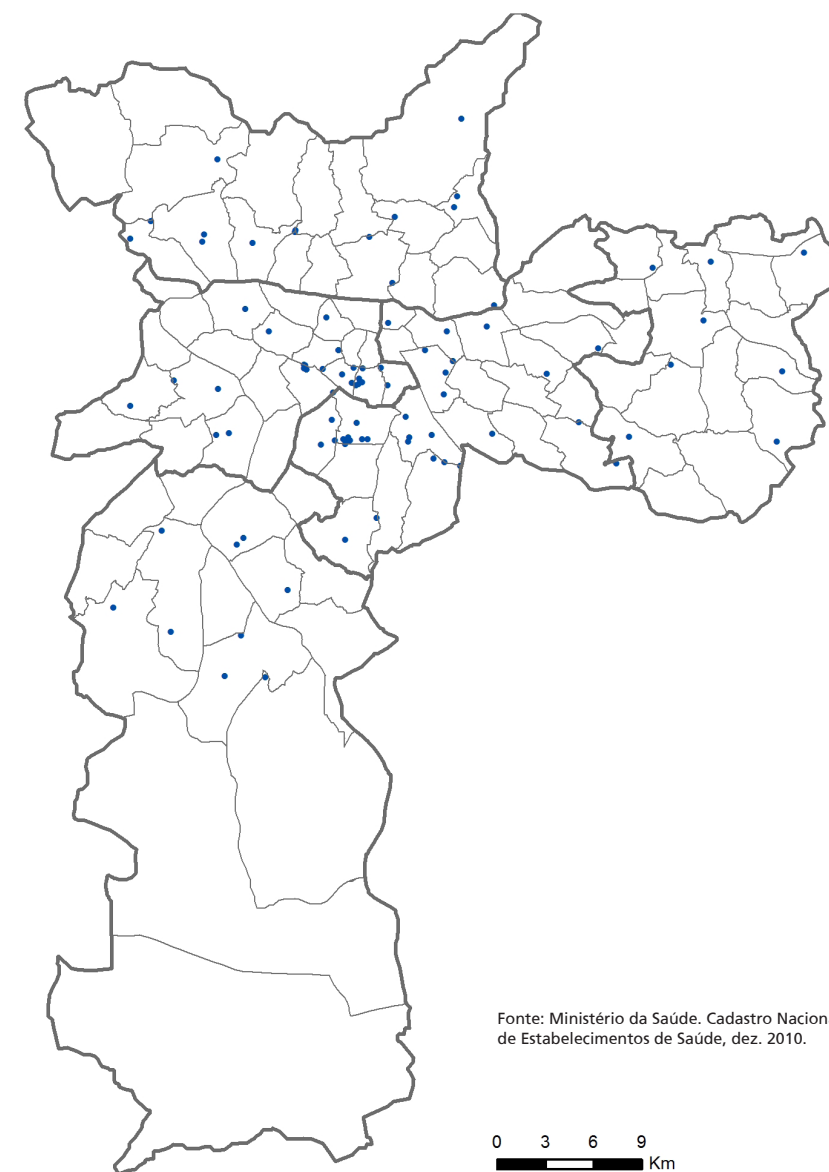 Fonte: Ministério da Saúde. Cadastro Nacion
de Estabelecimentos de Saúde, dez. 2010.
0 3 6 9
Km